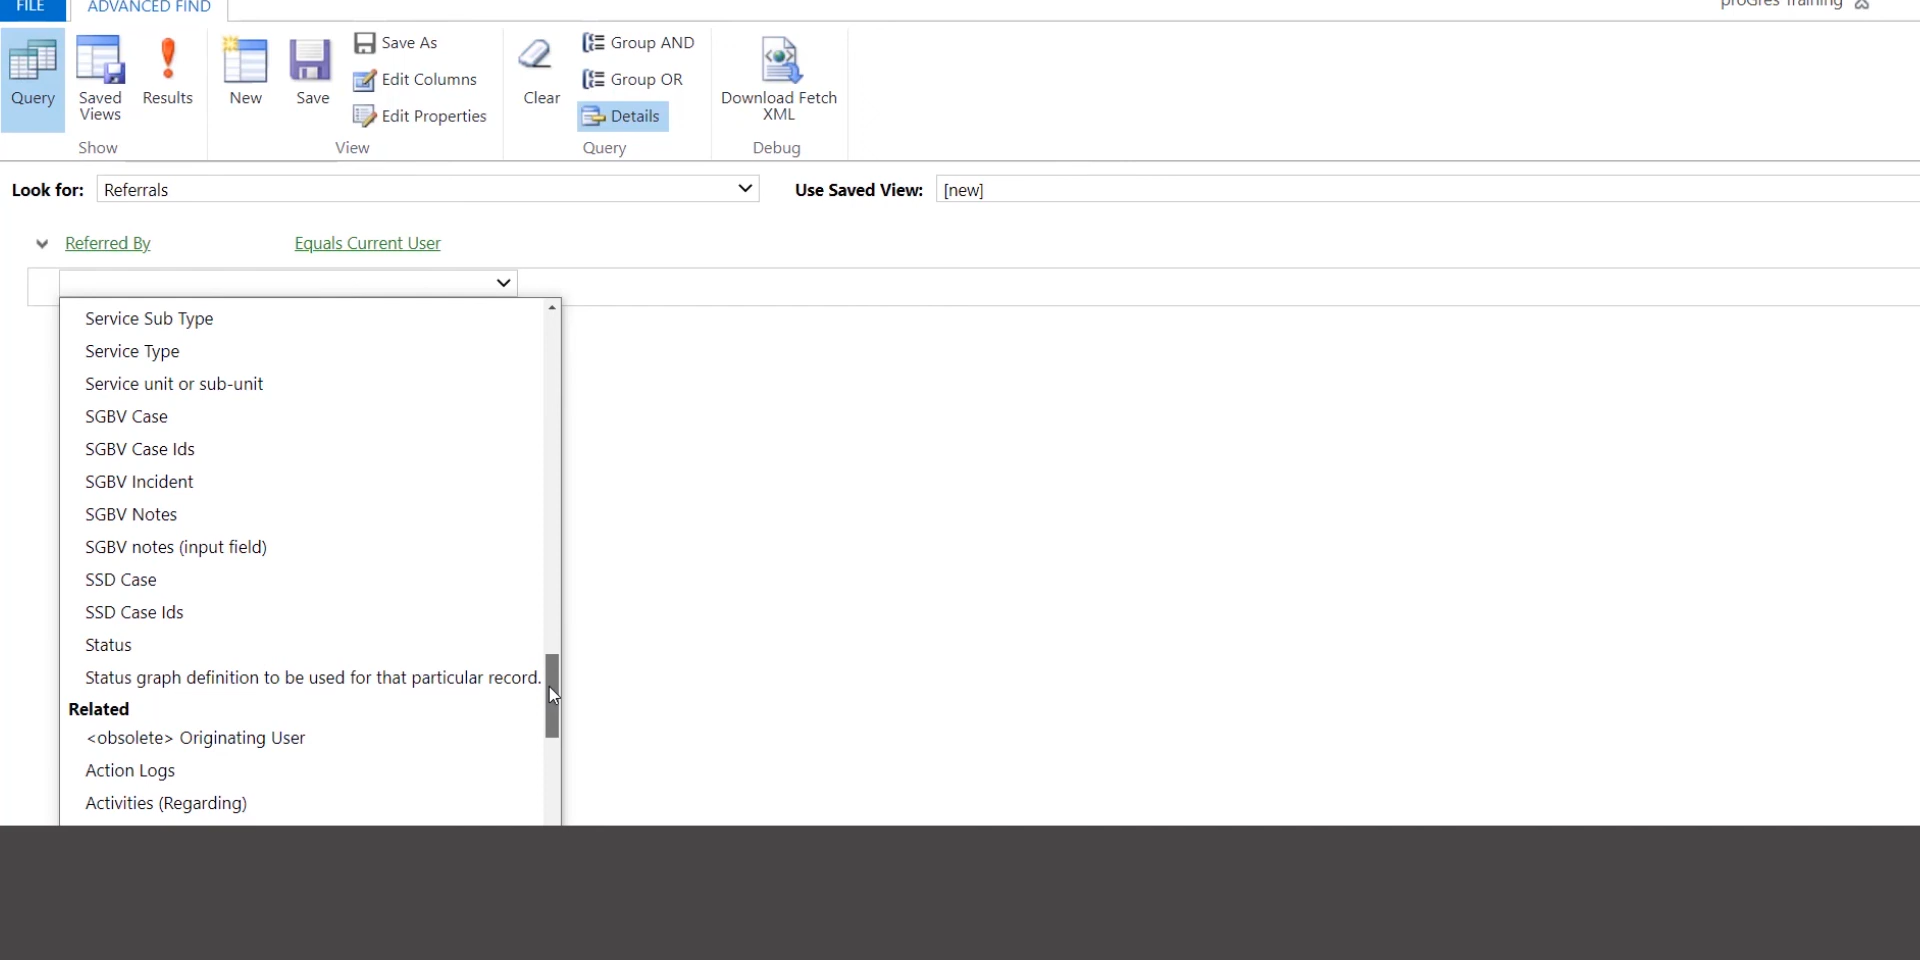 FILE
ADVANCED FIND
proGres Training
Query
Saved Views
Results
Show
New
Save
Save As
Edit Columns
Edit Properties
View
Clear
Group AND
Group OR
Details
Query
Download Fetch XML
Debug
Look for:
Referrals
Use Saved View:
[new]
Referred By
Equals Current User
Service Sub Type
Service Type
Service unit or sub-unit
SGBV Case
SGBV Case Ids
SGBV Incident
SGBV Notes
SGBV notes (input field)
SSD Case
SSD Case Ids
Status
Status graph definition to be used for that particular record.
Related
<obsolete> Originating User
Action Logs
Activities (Regarding)